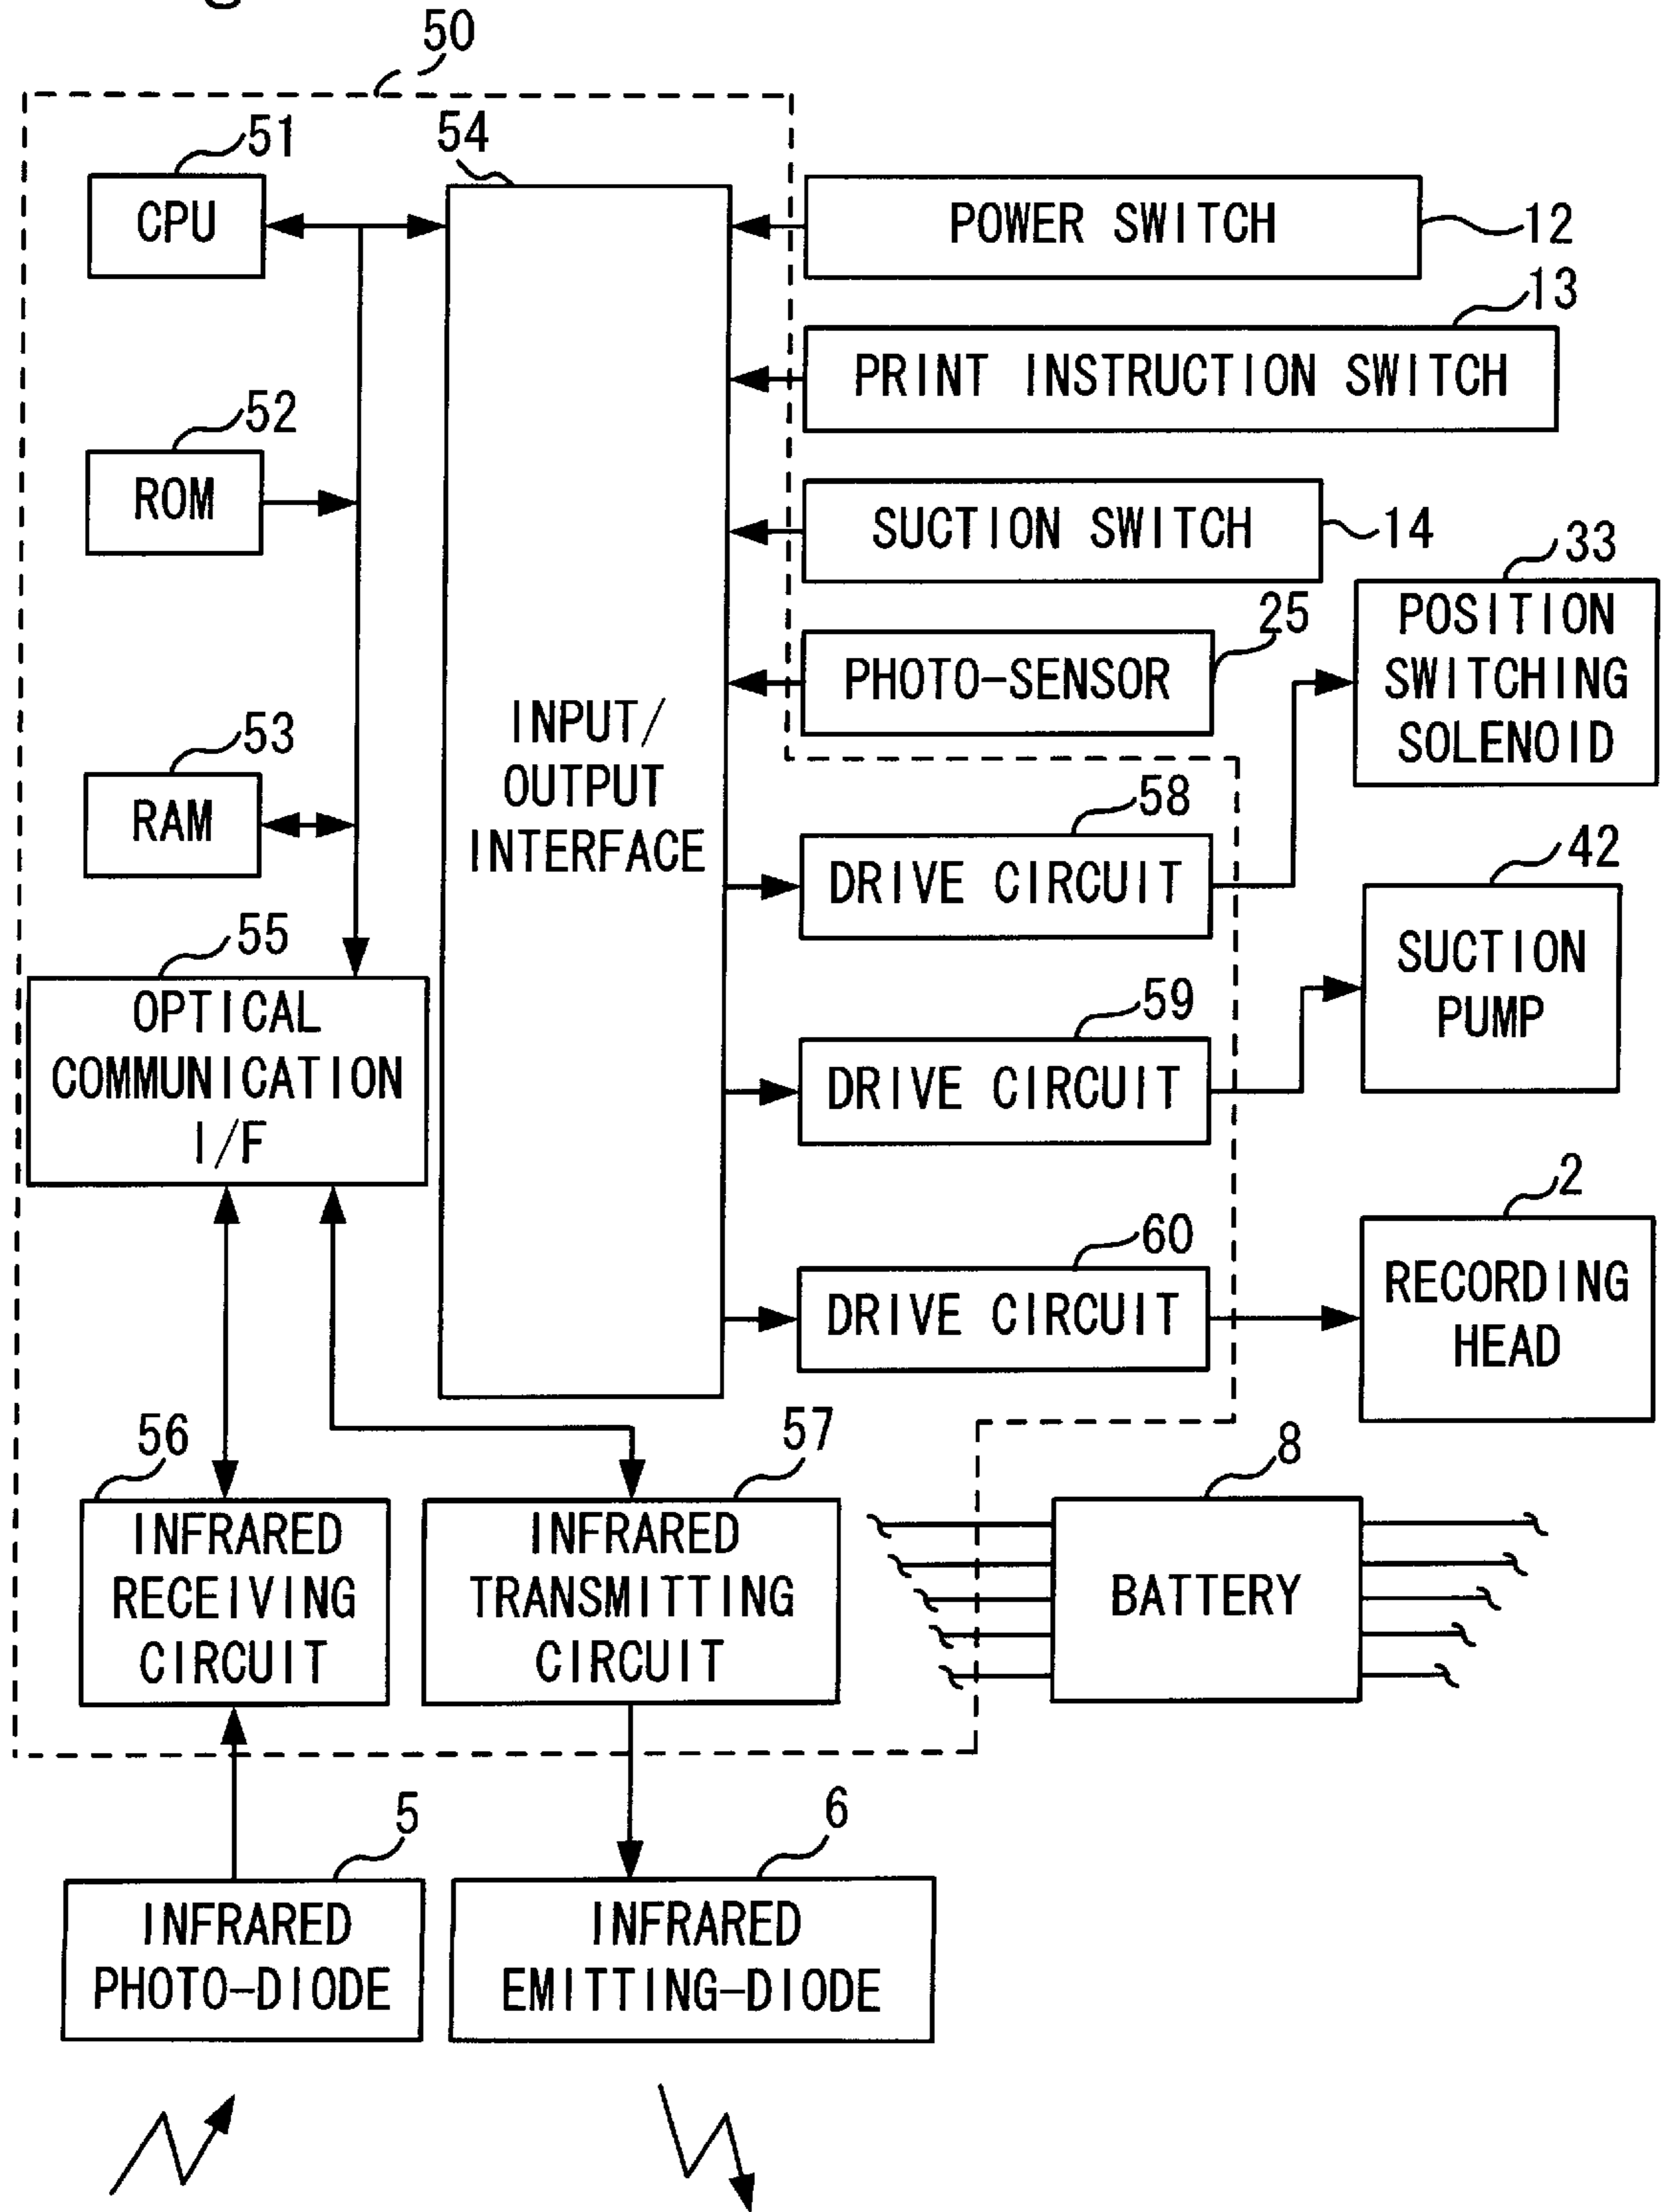 50
51
CPU
54
POWER SWITCH
12
13
PRINT INSTRUCTION SWITCH
52
ROM
SUCTION SWITCH
14
33
POSITION
SWITCHING
SOLENOID
25
PHOTO-SENSOR
53
RAM
INPUT/
OUTPUT
INTERFACE
58
DRIVE CIRCUIT
42
SUCTION
PUMP
55
OPTICAL
COMMUNICATION
I/F
59
DRIVE CIRCUIT
2
RECORDING
HEAD
60
DRIVE CIRCUIT
56
INFRARED
RECEIVING
CIRCUIT
57
INFRARED
TRANSMITTING
CIRCUIT
8
BATTERY
5
INFRARED
PHOTO-DIODE
6
INFRARED
EMITTING-DIODE